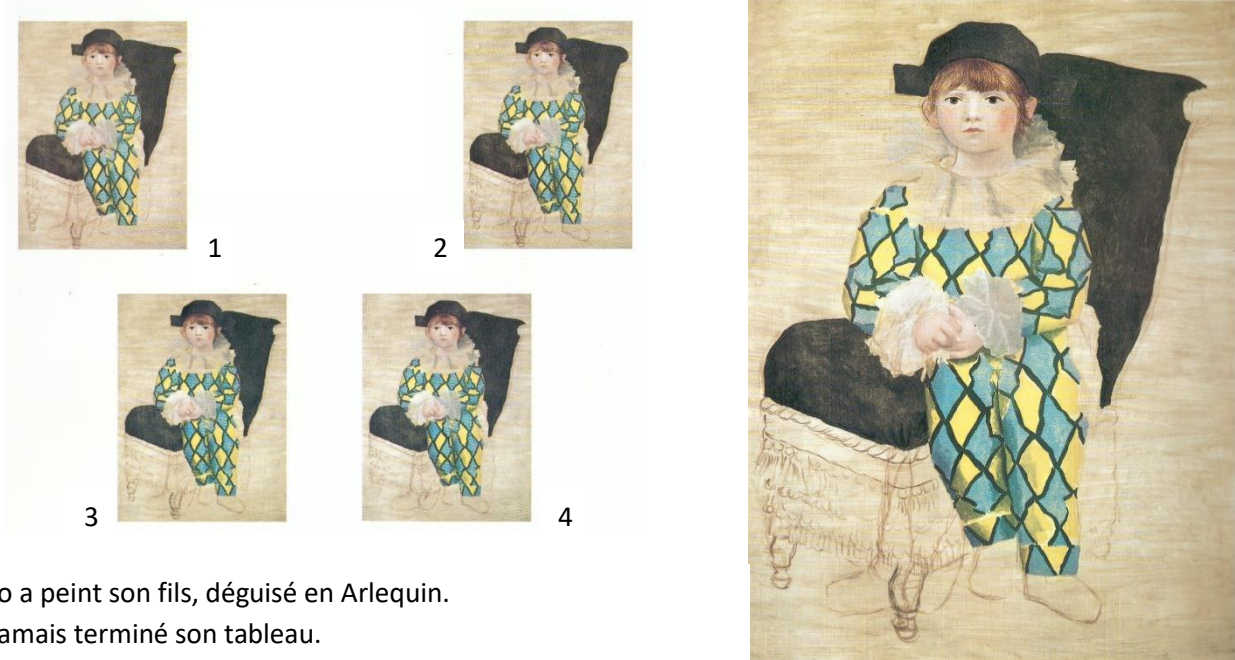 1
2
3
4
o a peint son fils, déguisé en Arlequin.
amais terminé son tableau.